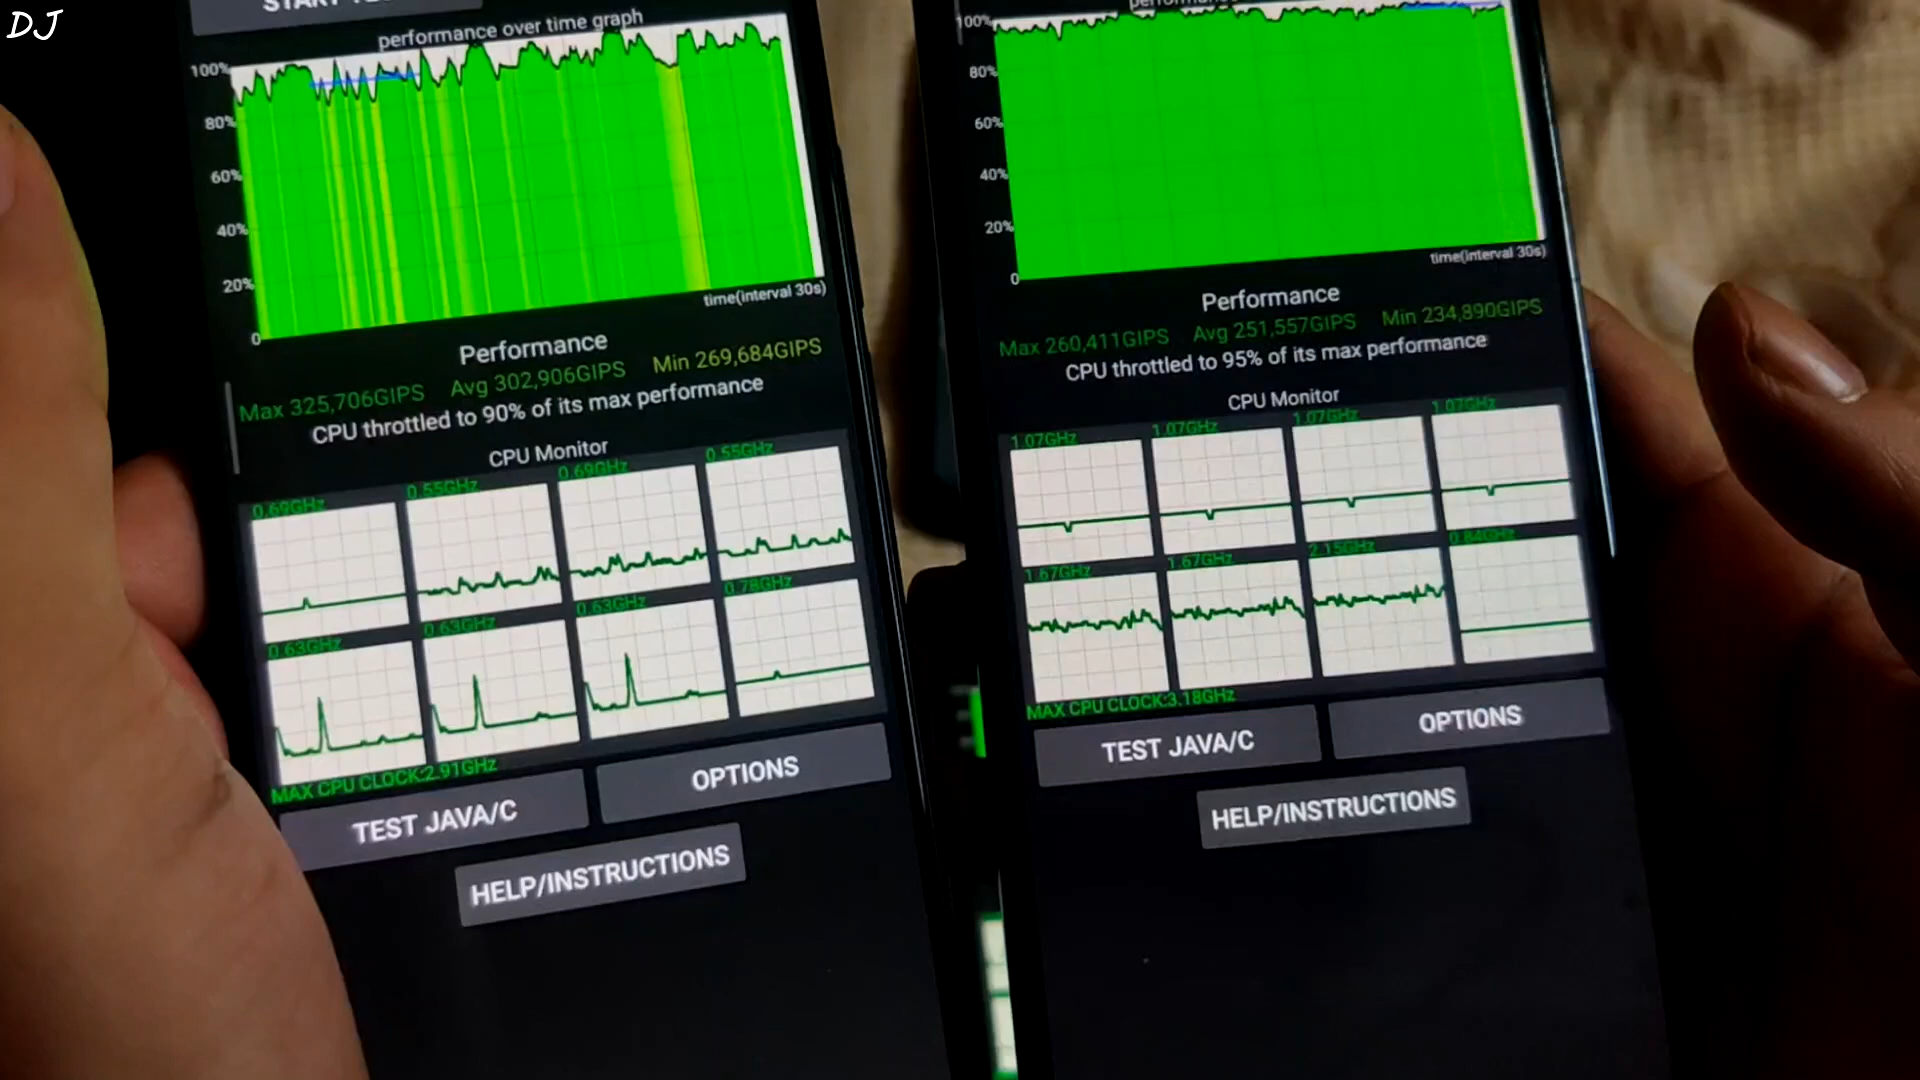 DJ
performance over time graph
100%
80%
60%
40%
20%
0
time(interval 30s)
Performance
Max 325,706GIPS Avg 302,906GIPS Min 269,684GIPS
CPU throttled to 90% of its max performance
CPU Monitor
0.69GHz 0.55GHz 0.69GHz 0.55GHz
0.63GHz 0.63GHz 0.63GHz 0.78GHz
MAX CPU CLOCK:2.91GHz
TEST JAVA/C OPTIONS
HELP/INSTRUCTIONS
100%
80%
60%
40%
20%
0
time(interval 30s)
Performance
Max 260,411GIPS Avg 251,557GIPS Min 234,890GIPS
CPU throttled to 95% of its max performance
CPU Monitor
1.07GHz 1.07GHz 1.07GHz 1.07GHz
1.67GHz 1.67GHz 2.15GHz 0.84GHz
MAX CPU CLOCK:3.18GHz
TEST JAVA/C OPTIONS
HELP/INSTRUCTIONS